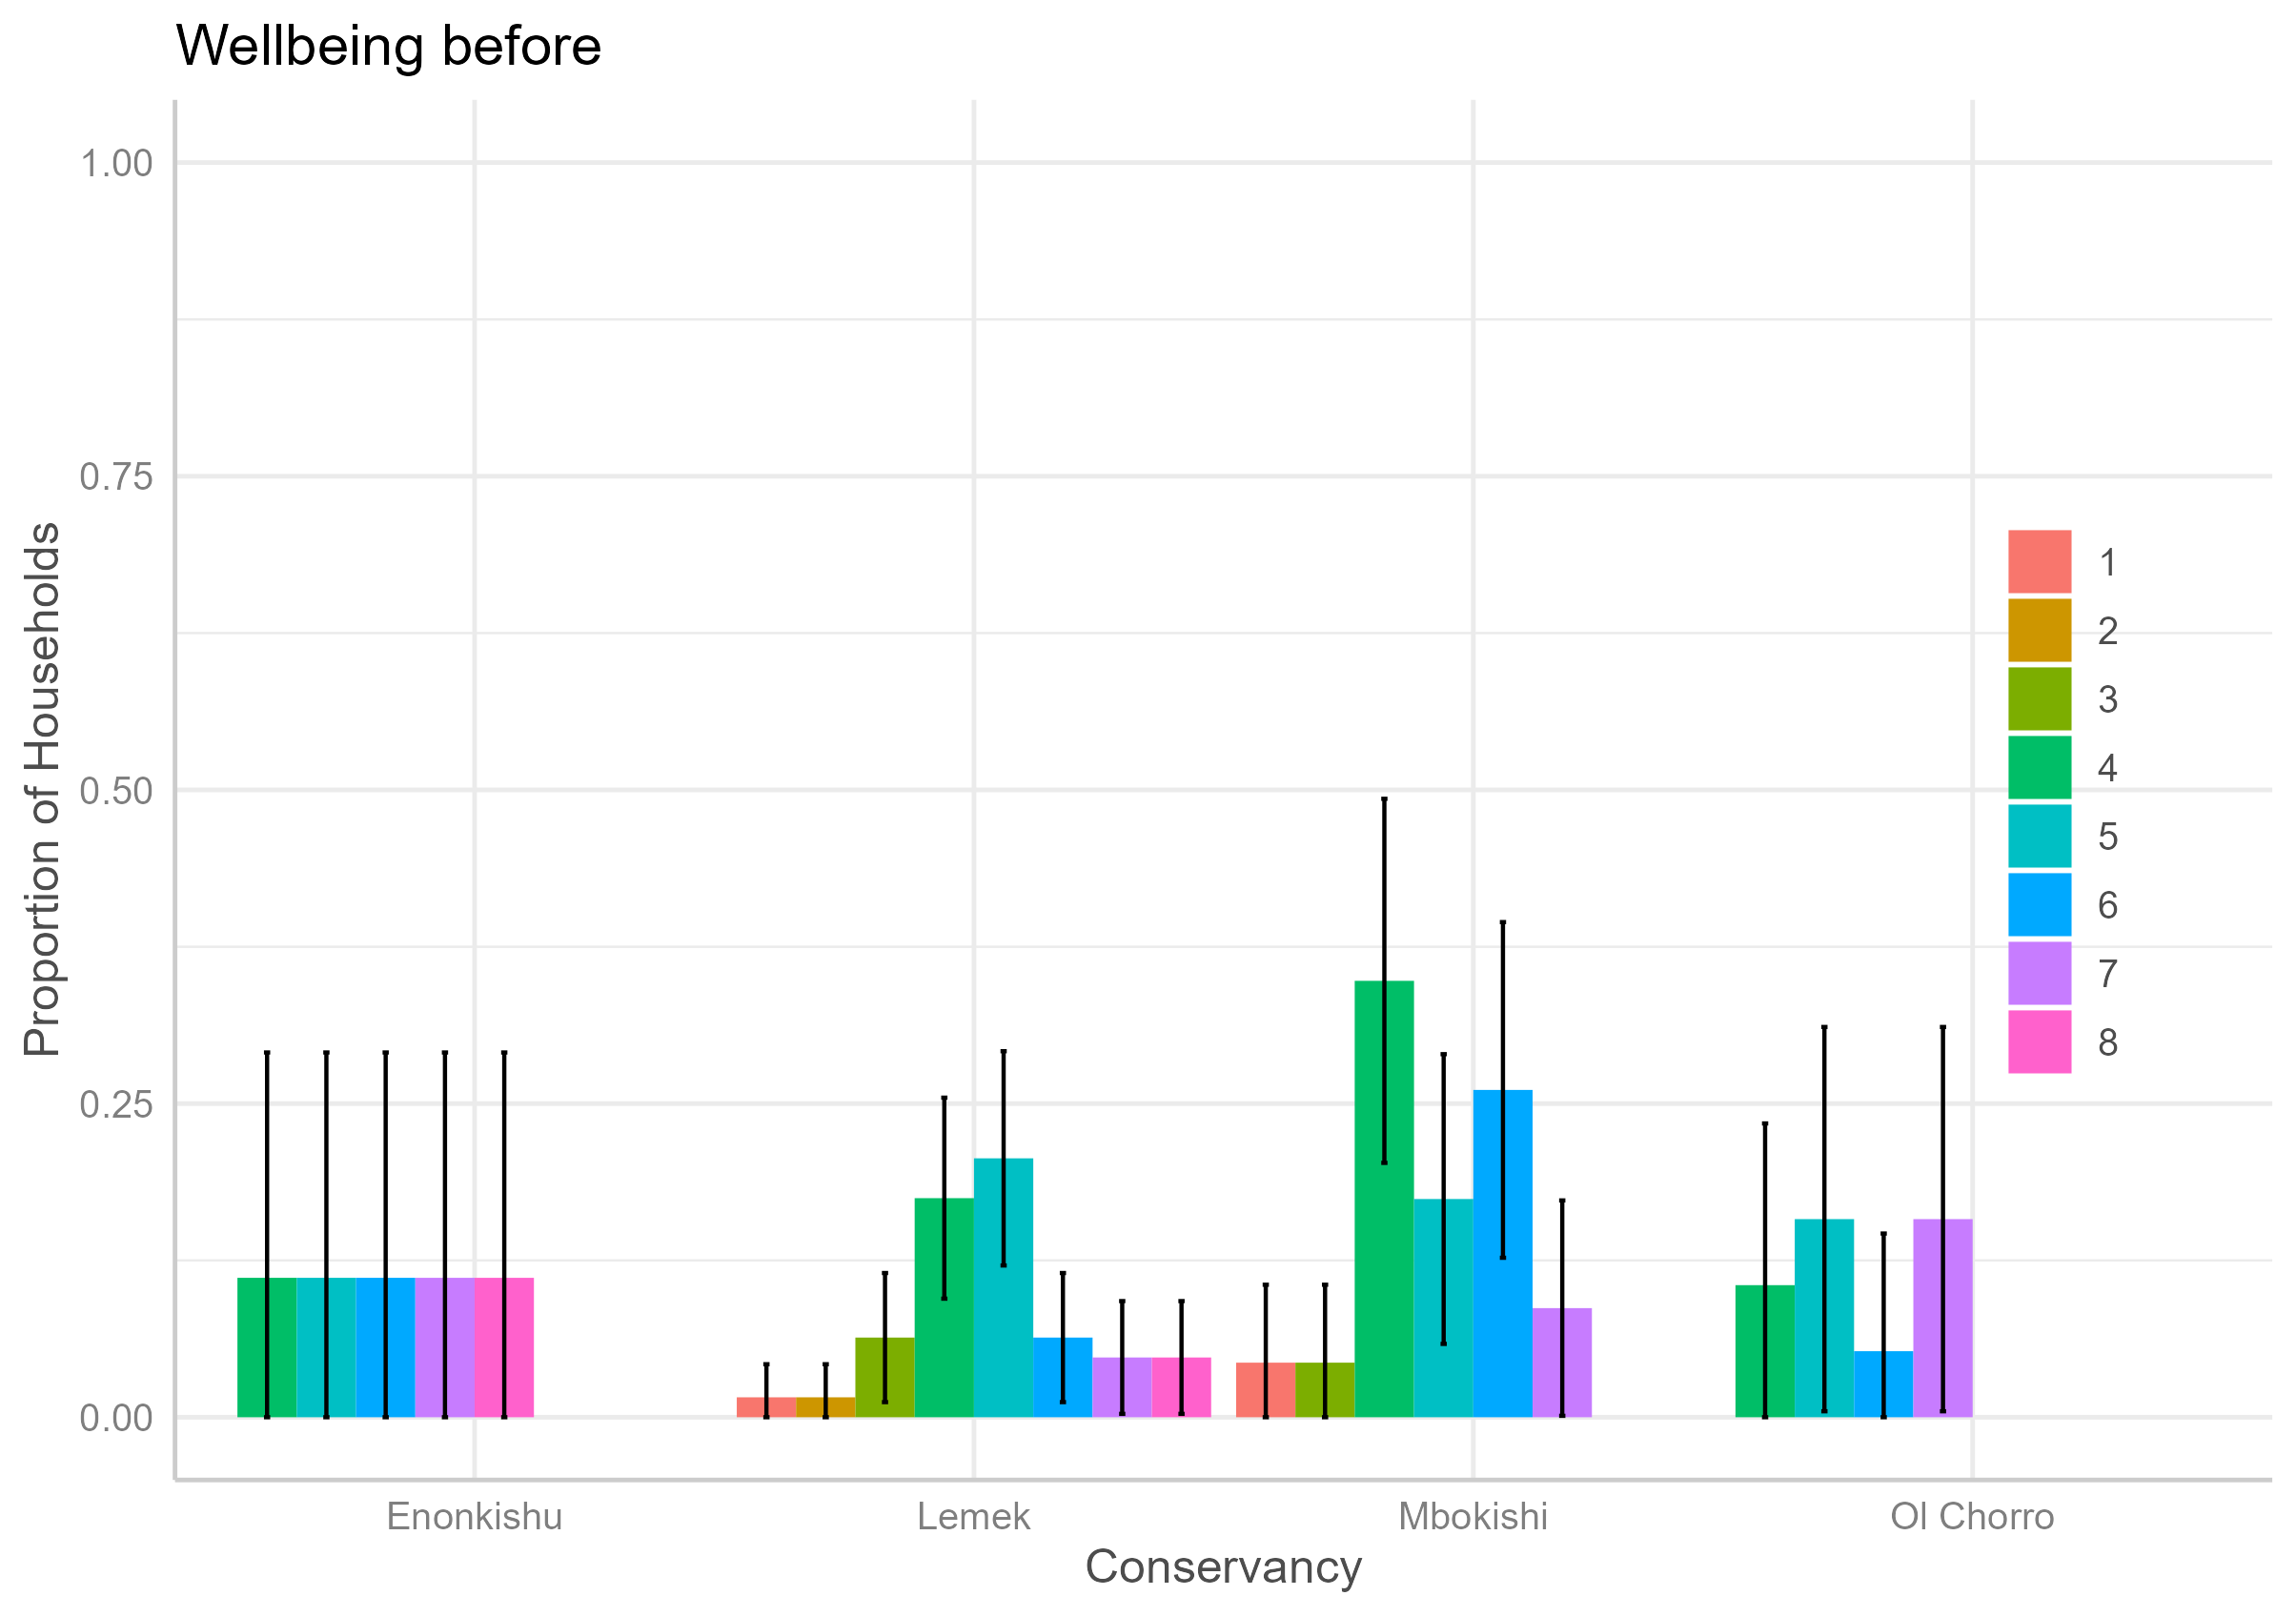 Wellbeing before
Proportion of Households
1.00
0.75
0.50
0.25
0.00
1
2
3
4
5
6
7
8
Enonkishu
Lemek
Mbokishi
Ol Chorro
Conservancy